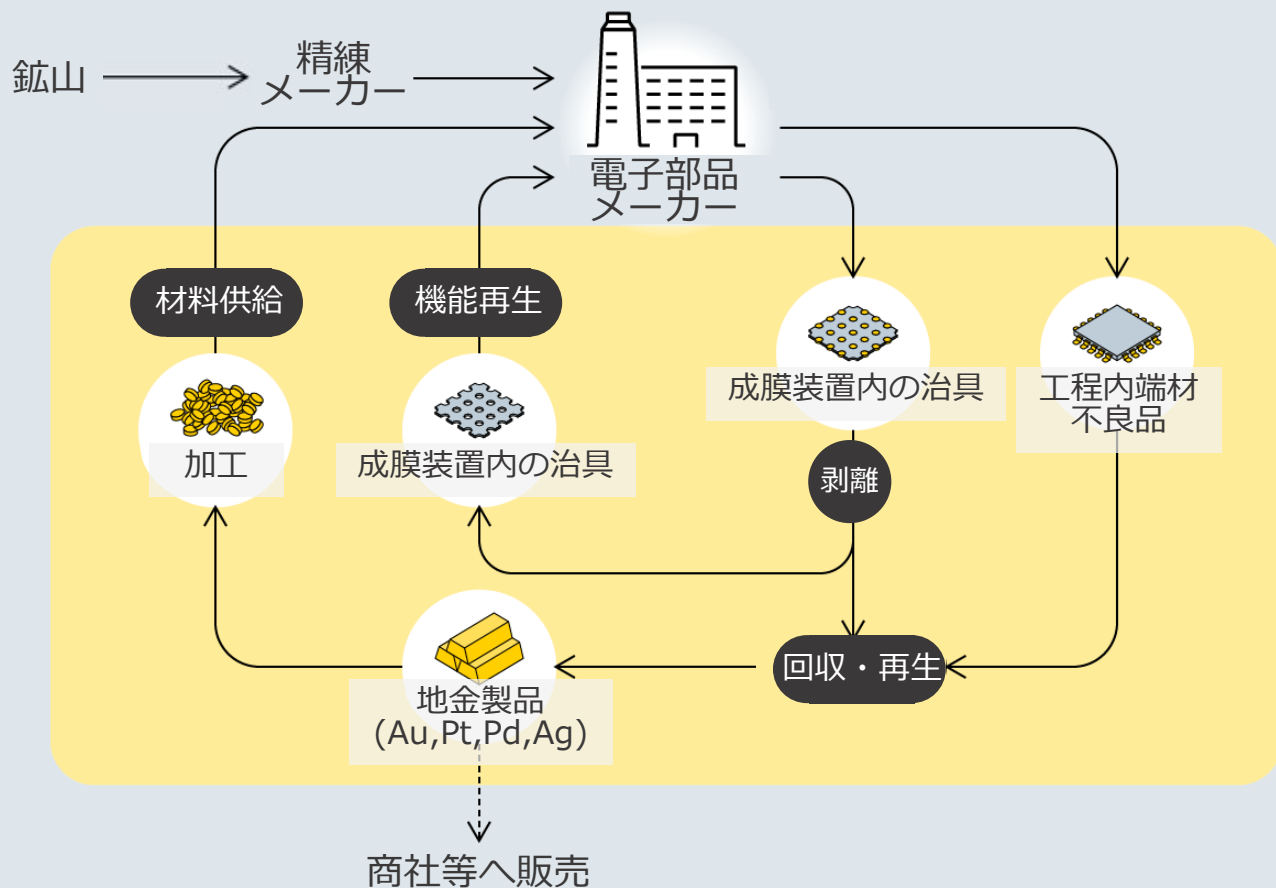 鉱山
精練
メーカー
電子部品
メーカー
材料供給
機能再生
成膜装置内の治具
工程内端材
不良品
加工
成膜装置内の治具
剥離
回収・再生
地金製品
(Au,Pt,Pd,Ag)
商社等へ販売